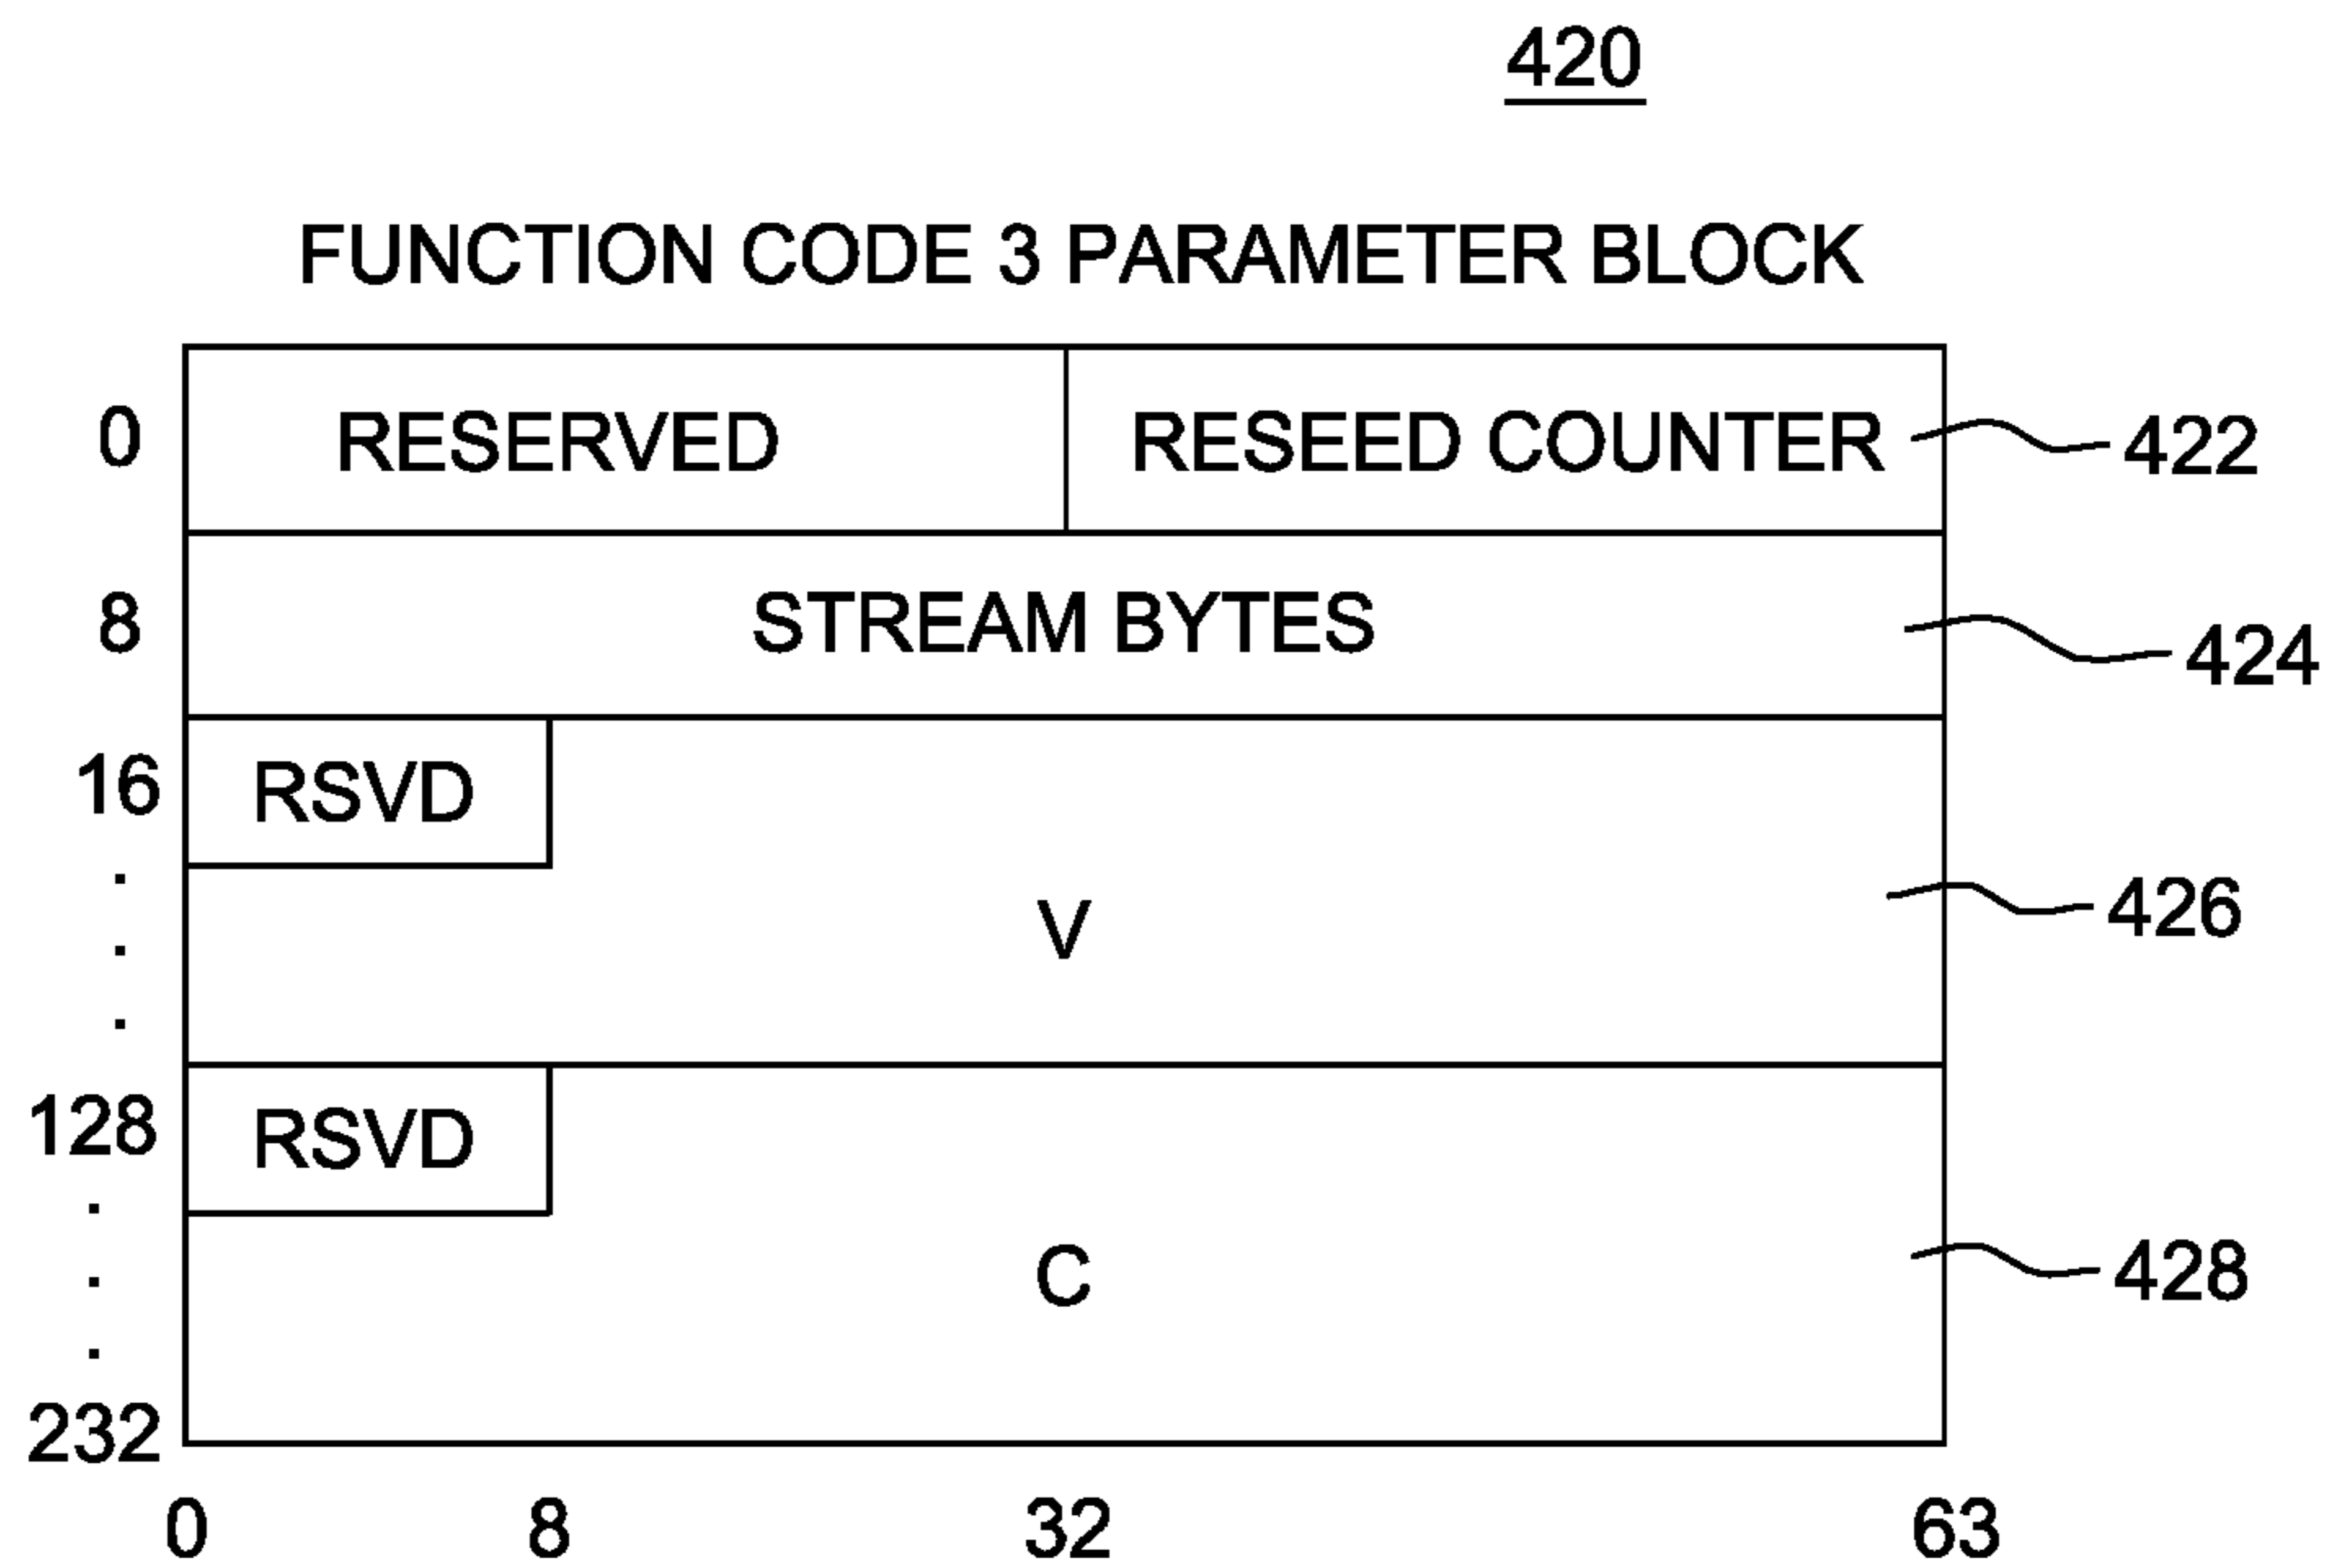 420
FUNCTION CODE 3 PARAMETER BLOCK
0 RESERVED RESEED COUNTER 422
8 STREAM BYTES 424
16 RSVD
V 426
128 RSVD
C 428
232
0 8 32 63